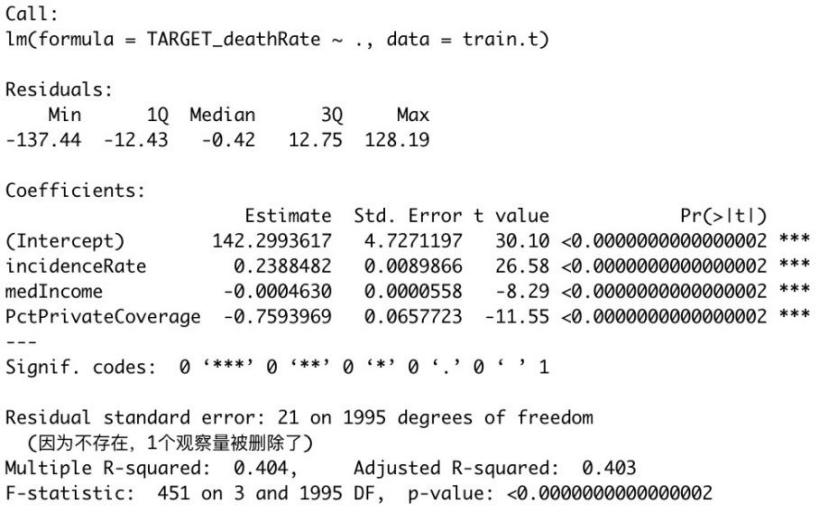 Call:
lm(formula = TARGET_deathRate ~ ., data = train.t)
Residuals:
    Min      1Q  Median      3Q     Max
-137.44  -12.43   -0.42   12.75  128.19
Coefficients:
                     Estimate  Std. Error t value            Pr(>|t|)
(Intercept)        142.2993617  4.7271197   30.10 <0.0000000000000002 ***
incidenceRate        0.2388482  0.0089866   26.58 <0.0000000000000002 ***
medIncome           -0.0004630  0.0000558   -8.29 <0.0000000000000002 ***
PctPrivateCoverage  -0.7593969  0.0657723  -11.55 <0.0000000000000002 ***
---
Signif. codes:  0 ‘***’ 0 ‘**’ 0 ‘*’ 0 ‘.’ 0 ‘ ’ 1
Residual standard error: 21 on 1995 degrees of freedom
  (因为不存在，1个观察量被删除了)
Multiple R-squared:  0.404,	Adjusted R-squared:  0.403
F-statistic:  451 on 3 and 1995 DF,  p-value: <0.0000000000000002